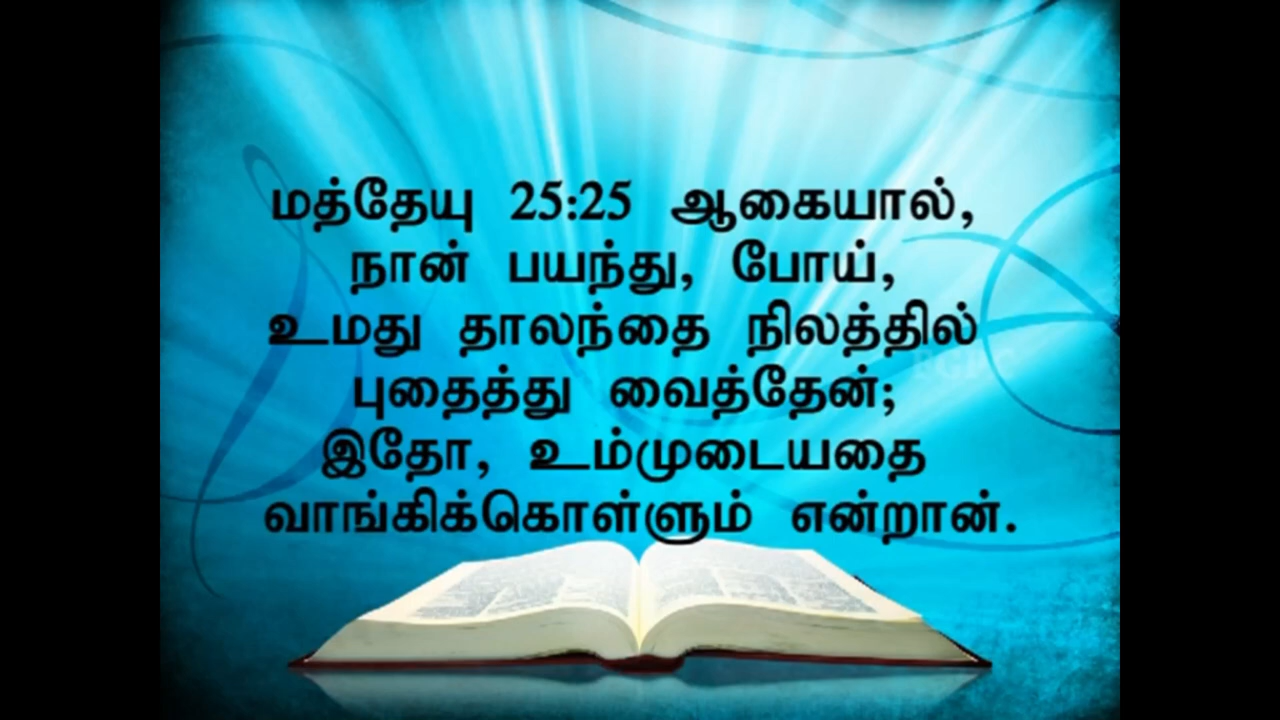 மத்தேயு 25:25 ஆகையால்,
நான் பயந்து, போய்,
உமது தாலந்தை நிலத்தில்
புதைத்து வைத்தேன்;
இதோ, உம்முடையதை
வாங்கிக்கொள்ளும் என்றான்.